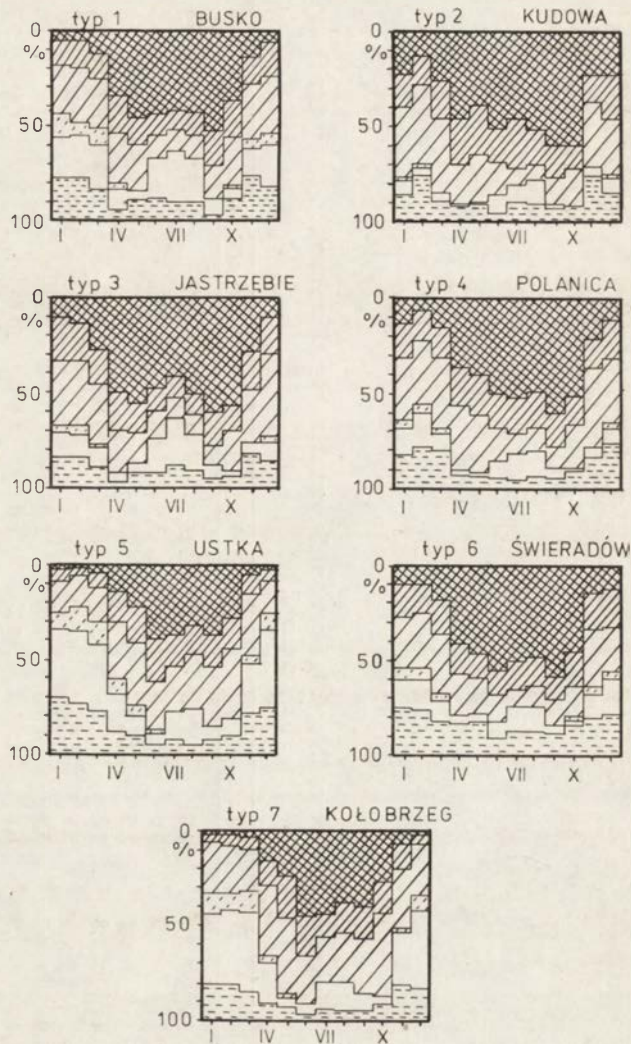 typ 1 BUSKO
0
%
50
100
I IV VII X
typ 2 KUDOWA
0
%
50
100
I IV VII X
typ 3 JASTRZĘBIE
0
%
50
100
I IV VII X
typ 4 POLANICA
0
%
50
100
I IV VII X
typ 5 USTKA
0
%
50
100
I IV VII X
typ 6 ŚWIERADÓW
0
%
50
100
I IV VII X
typ 7 KOŁOBRZEG
0
%
50
100
I IV VII X